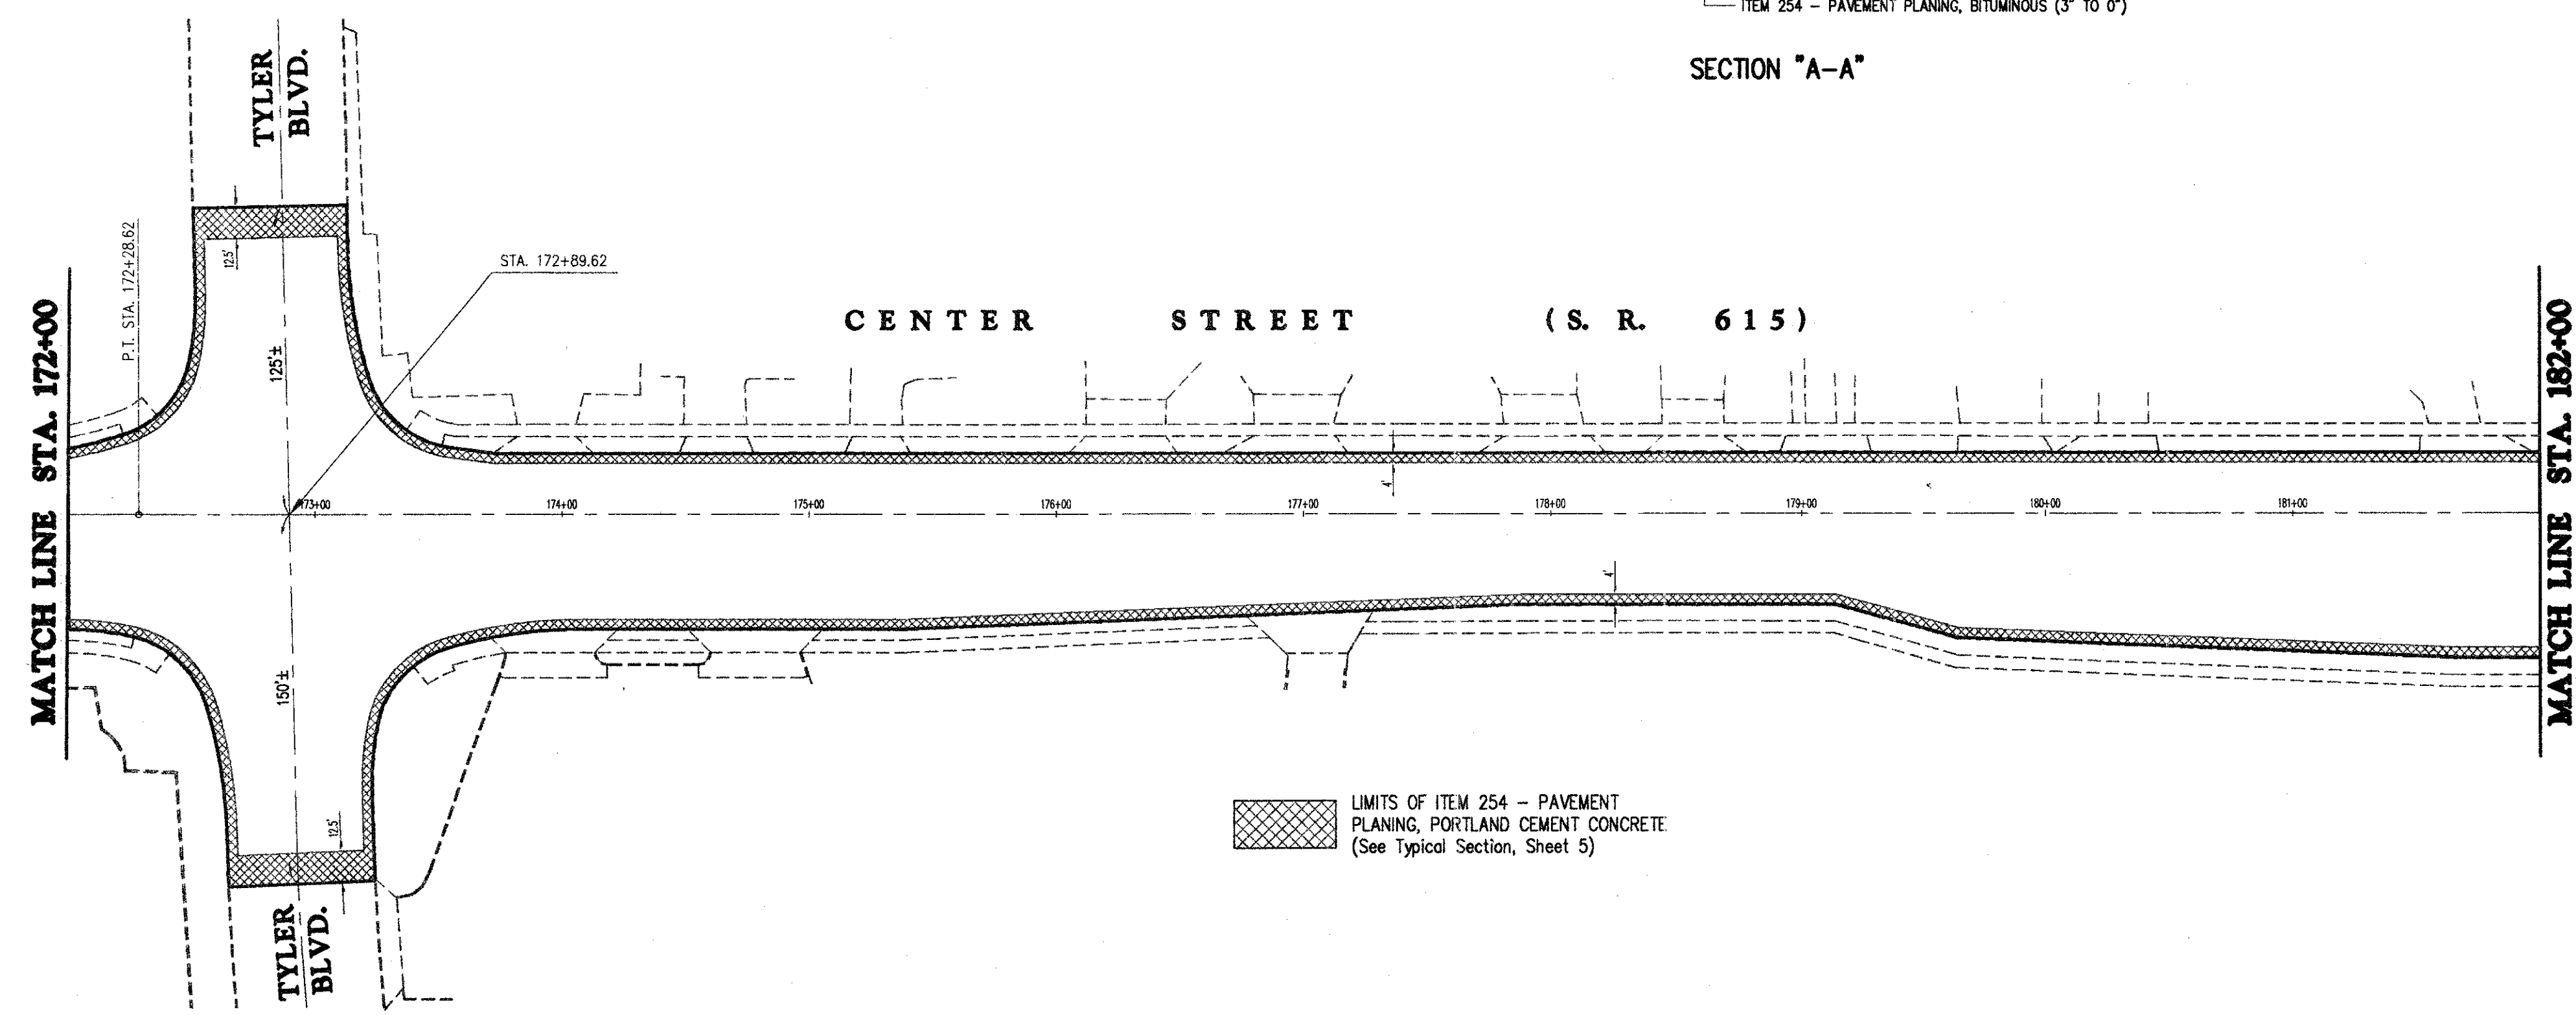 ITEM 254 – PAVEMENT PLANING, BITUMINOUS (3" TO 0")
SECTION "A–A"
TYLER
BLVD.
P.T. STA. 172+28.62
12.5'
STA. 172+89.62
125'±
CENTER STREET (S. R. 615)
MATCH LINE STA. 172+00
MATCH LINE STA. 182+00
4'
173+00
174+00
175+00
176+00
177+00
178+00
179+00
180+00
181+00
4'
150'±
12.5'
LIMITS OF ITEM 254 – PAVEMENT
PLANING, PORTLAND CEMENT CONCRETE
(See Typical Section, Sheet 5)
TYLER
BLVD.